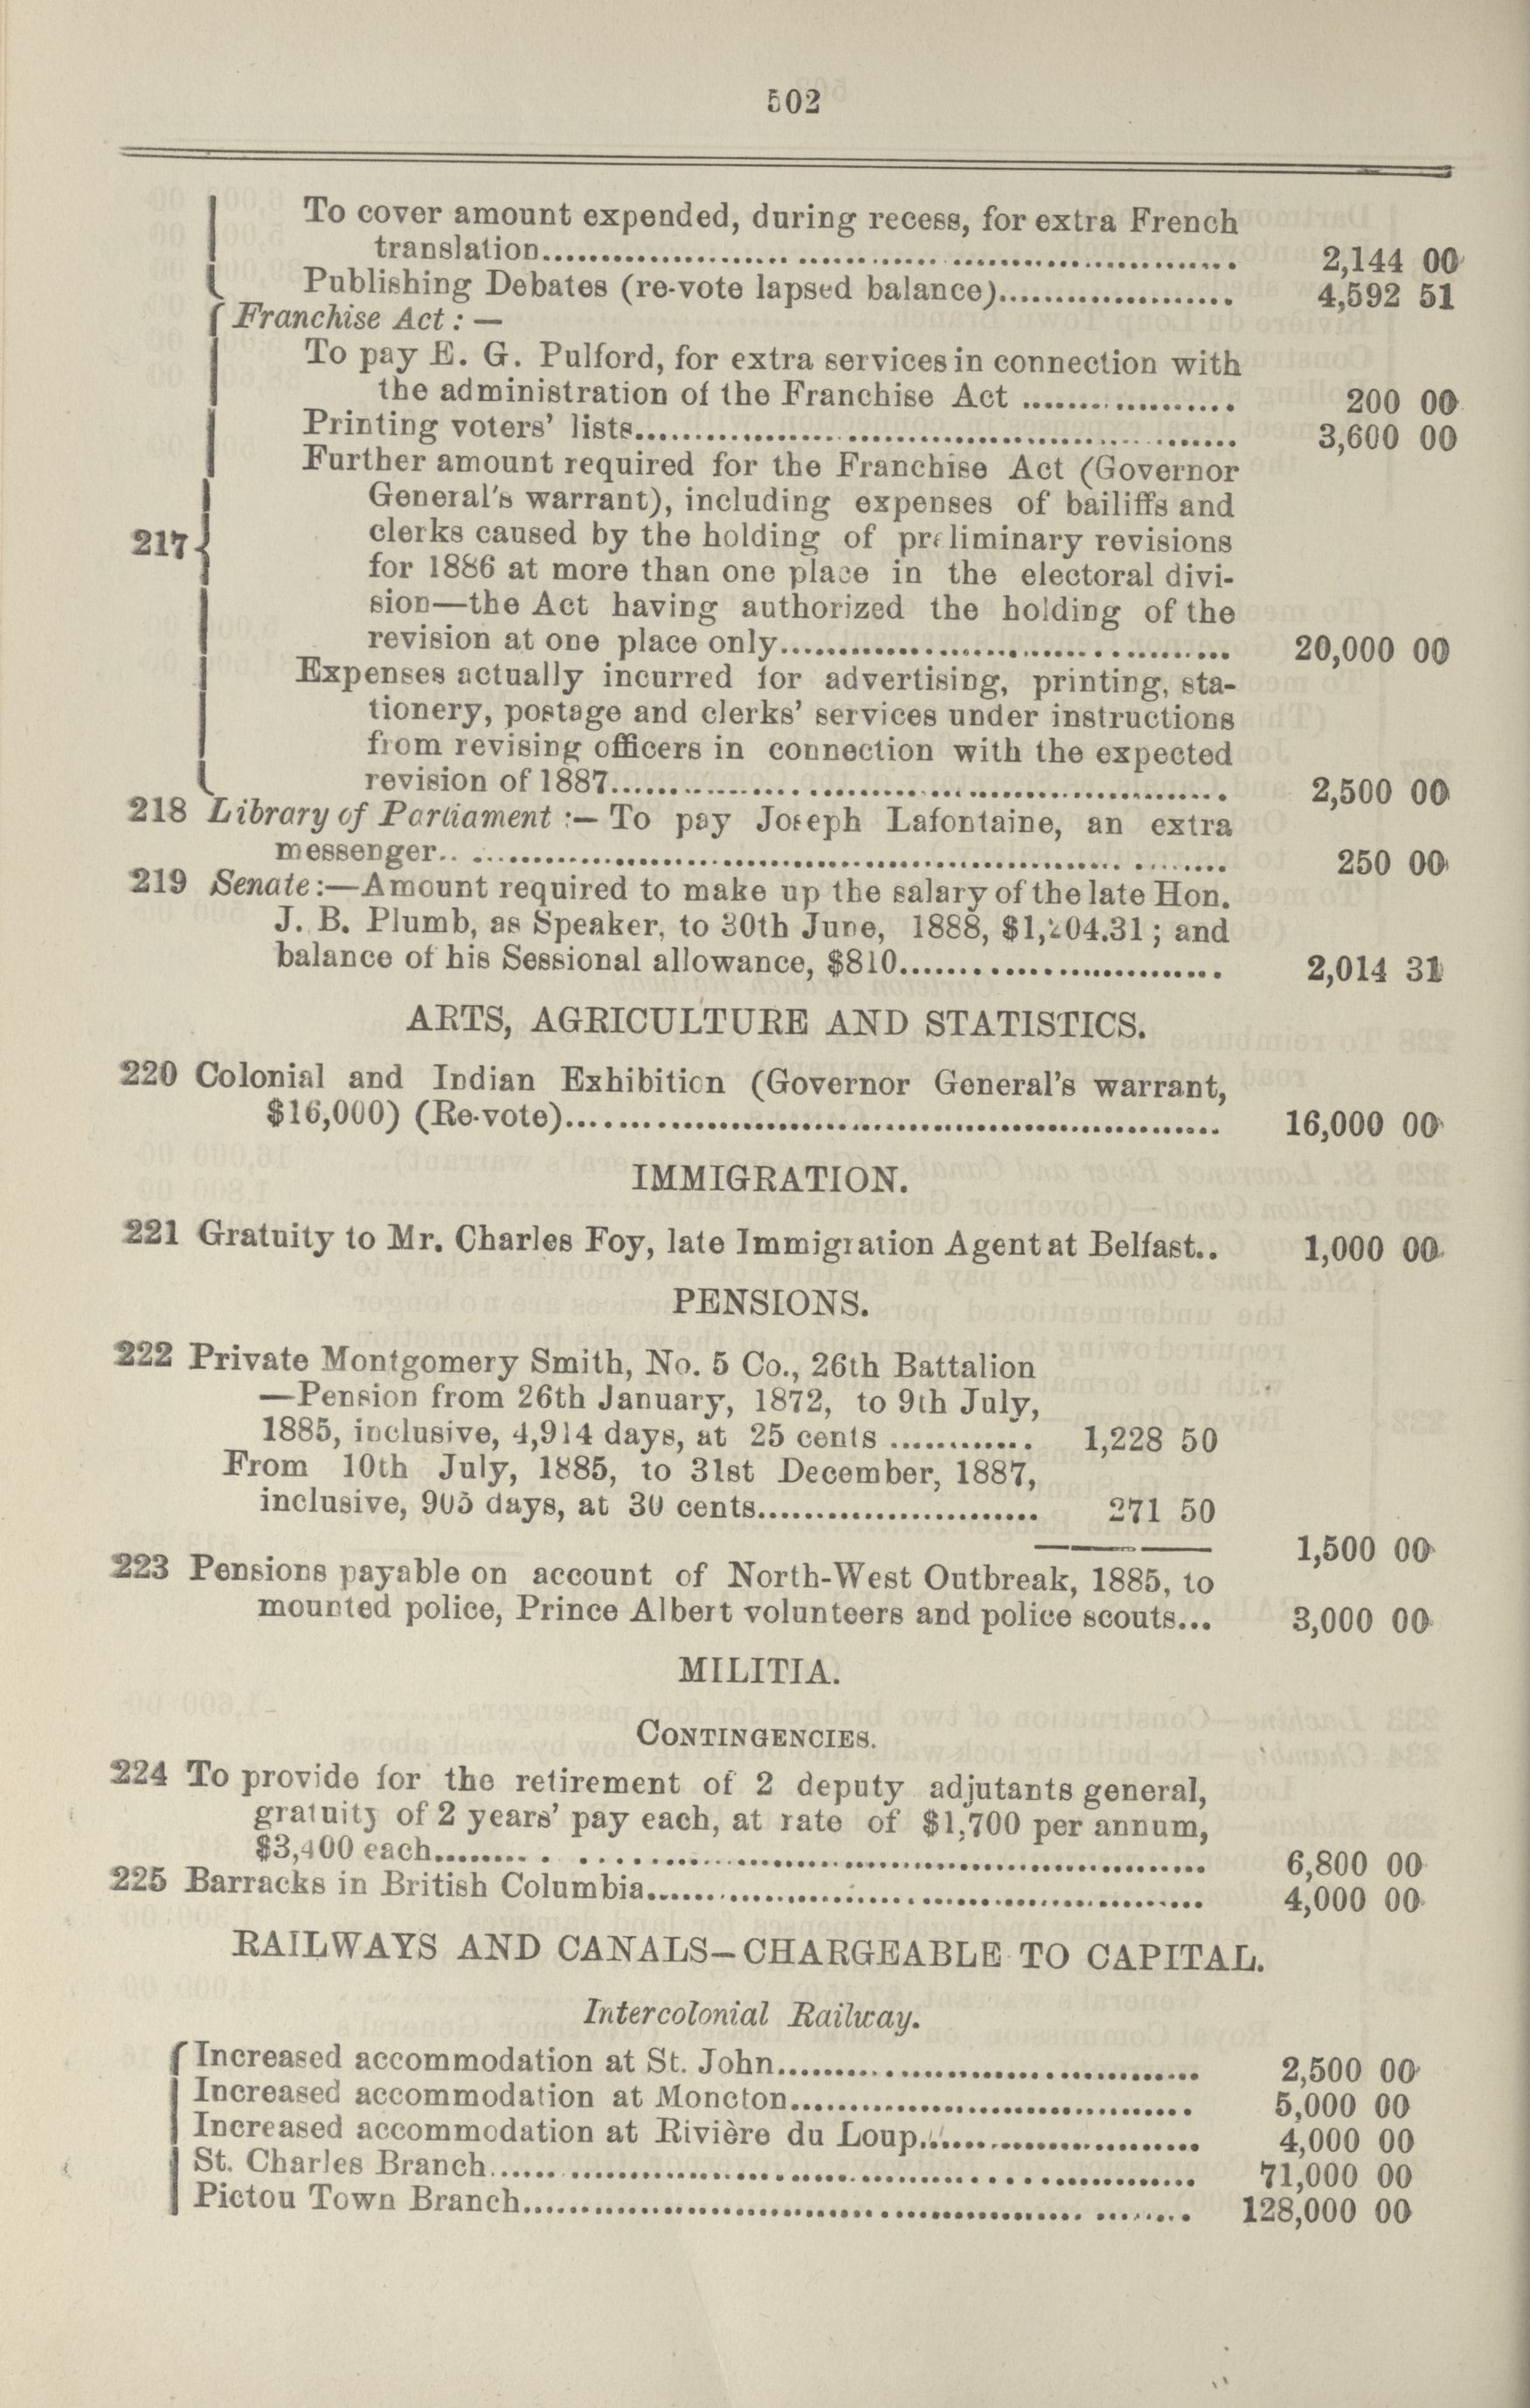 502
To cover amount expended, during recess, for extra French
translation........ 2,144 00
Publishing Debates (re-vote lapsed balance)........ 4,592 51
Franchise Act:—
To pay E. G. Pulford, for extra services in connection with
the administration of the Franchise Act ........ 200 00
Printing voters' lists........ 3,600 00
Further amount required for the Franchise Act (Governor
General's warrant), including expenses of bailiffs and
217 clerks caused by the holding of preliminary revisions
for 1886 at more than one place in the electoral divi-
sion—the Act having authorized the holding of the
revision at one place only........ 20,000 00
Expenses actually incurred for advertising, printing, sta-
tionery, postage and clerks' services under instructions
from revising officers in connection with the expected
revision of 1887........ 2,500 00
218 Library of Parliament:—To pay Joseph Lafontaine, an extra
messenger........ 250 00
219 Senate:—Amount required to make up the salary of the late Hon.
J. B. Plumb, as Speaker, to 30th June, 1888, $1,204.31; and
balance of his Sessional allowance, $810........ 2,014 31
ARTS, AGRICULTURE AND STATISTICS.
220 Colonial and Indian Exhibition (Governor General's warrant,
$16,000) (Re-vote)........ 16,000 00
IMMIGRATION.
221 Gratuity to Mr. Charles Foy, late Immigration Agent at Belfast.. 1,000 00
PENSIONS.
222 Private Montgomery Smith, No. 5 Co., 26th Battalion
—Pension from 26th January, 1872, to 9th July,
1885, inclusive, 4,914 days, at 25 cents ........ 1,228 50
From 10th July, 1885, to 31st December, 1887,
inclusive, 905 days, at 30 cents........ 271 50
1,500 00
223 Pensions payable on account of North-West Outbreak, 1885, to
mounted police, Prince Albert volunteers and police scouts... 3,000 00
MILITIA.
CONTINGENCIES.
224 To provide for the retirement of 2 deputy adjutants general,
gratuity of 2 years' pay each, at rate of $1,700 per annum,
$3,400 each........ 6,800 00
225 Barracks in British Columbia........ 4,000 00
RAILWAYS AND CANALS—CHARGEABLE TO CAPITAL.
Intercolonial Railway.
Increased accommodation at St. John........ 2,500 00
Increased accommodation at Moncton........ 5,000 00
Increased accommodation at Rivière du Loup........ 4,000 00
St. Charles Branch........ 71,000 00
Pictou Town Branch........ 128,000 00